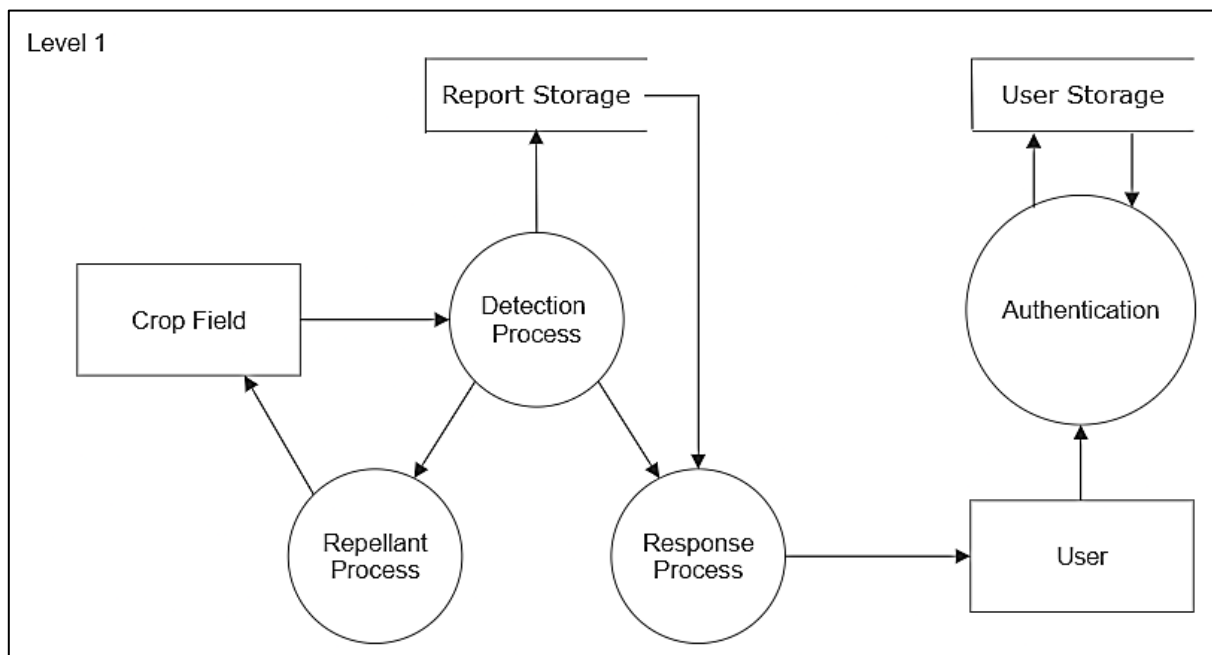 Level 1
Report Storage
User Storage
Crop Field
Detection
Process
Authentication
Repellant
Process
Response
Process
User